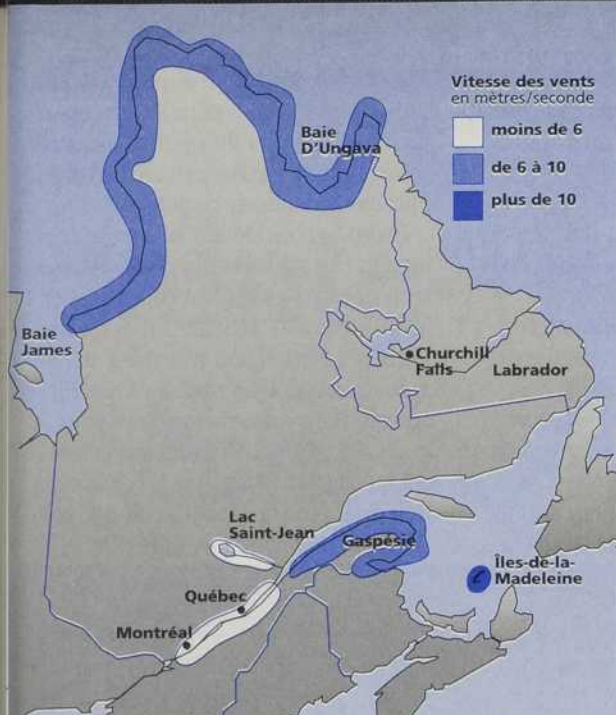 Vitesse des vents
en mètres/seconde
moins de 6
de 6 à 10
plus de 10
Baie
D'Ungava
Baie
James
Churchill
Falls
Labrador
Lac
Saint-Jean
Gaspésie
Îles-de-la-
Madeleine
Québec
Montréal